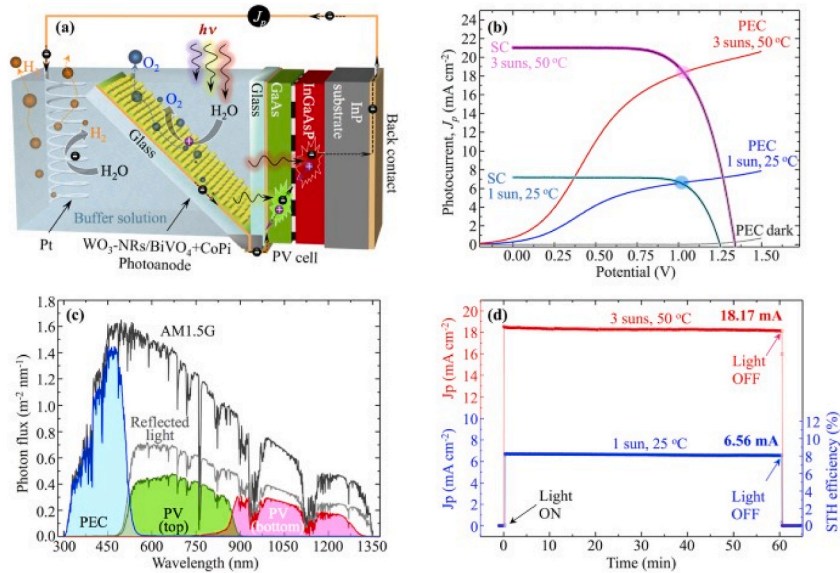 (a)
Jp
hν
H₂
O₂
O₂
H₂O
H₂
H₂O
Glass
Glass
GaAs
InGaAsP
InP
substrate
Back contact
Buffer solution
Pt
WO₃-NRs/BiVO₄+CoPi
Photoanode
PV cell
(b)
Photocurrent, Jp (mA cm⁻²)
24
22
20
18
16
14
12
10
8
6
4
2
0
SC
3 suns, 50 °C
PEC
3 suns, 50 °C
SC
1 sun, 25 °C
PEC
1 sun, 25 °C
PEC dark
0.00 0.25 0.50 0.75 1.00 1.25 1.50
Potential (V)
(c)
Photon flux (m⁻² nm⁻¹)
1.8
1.6
1.4
1.2
1.0
0.8
0.6
0.4
0.2
0.0
AM1.5G
Reflected
light
PEC
PV
(top)
PV
(bottom)
300 450 600 750 900 1050 1200 1350
Wavelength (nm)
(d)
Jp (mA cm⁻²)
20
18
16
14
12
10
3 suns, 50 °C
18.17 mA
Light
OFF
Jp (mA cm⁻²)
10
8
6
4
2
0
1 sun, 25 °C
6.56 mA
Light
ON
Light
OFF
12
10
8
6
4
2
0
STH efficiency (%)
0 10 20 30 40 50 60
Time (min)